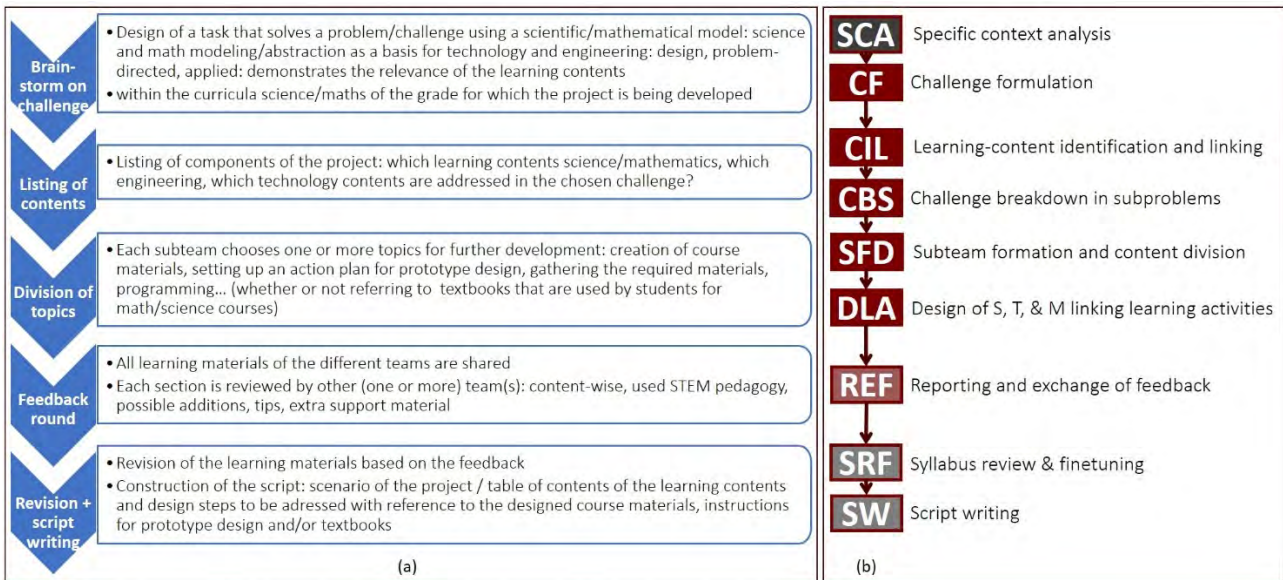 Brain-
storm on
challenge
• Design of a task that solves a problem/challenge using a scientific/mathematical model: science
and math modeling/abstraction as a basis for technology and engineering: design, problem-
directed, applied: demonstrates the relevance of the learning contents
• within the curricula science/maths of the grade for which the project is being developed
Listing of
contents
• Listing of components of the project: which learning contents science/mathematics, which
engineering, which technology contents are addressed in the chosen challenge?
Division of
topics
• Each subteam chooses one or more topics for further development: creation of course
materials, setting up an action plan for prototype design, gathering the required materials,
programming... (whether or not referring to textbooks that are used by students for
math/science courses)
Feedback
round
• All learning materials of the different teams are shared
• Each section is reviewed by other (one or more) team(s): content-wise, used STEM pedagogy,
possible additions, tips, extra support material
Revision +
script
writing
• Revision of the learning materials based on the feedback
• Construction of the script: scenario of the project / table of contents of the learning contents
and design steps to be adressed with reference to the designed course materials, instructions
for prototype design and/or textbooks
(a)
SCA Specific context analysis
CF Challenge formulation
CIL Learning-content identification and linking
CBS Challenge breakdown in subproblems
SFD Subteam formation and content division
DLA Design of S, T, & M linking learning activities
REF Reporting and exchange of feedback
SRF Syllabus review & finetuning
SW Script writing
(b)